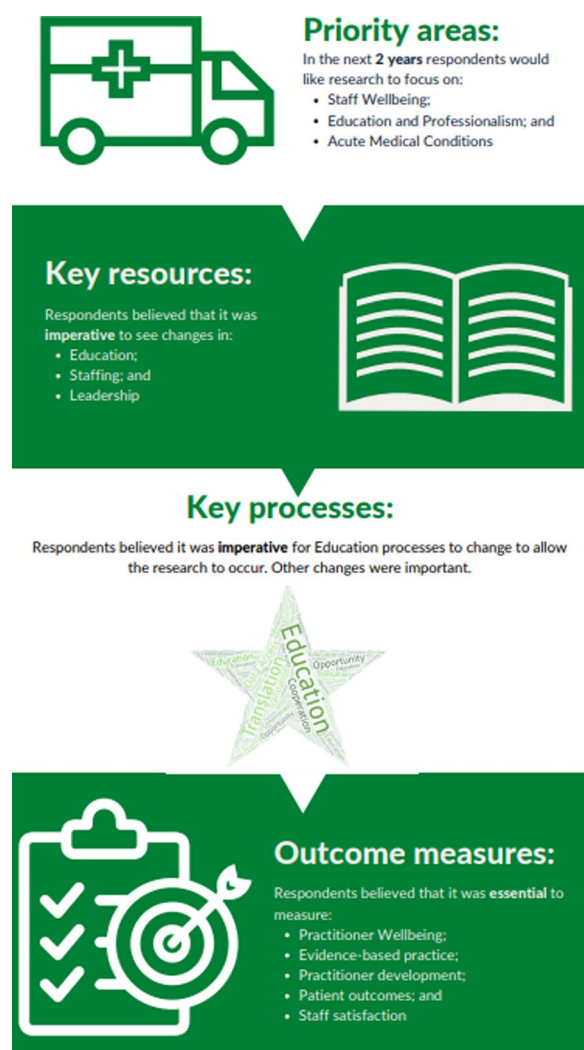 Priority areas:
In the next 2 years respondents would
like research to focus on:
• Staff Wellbeing;
• Education and Professionalism; and
• Acute Medical Conditions
Key resources:
Respondents believed that it was
imperative to see changes in:
• Education;
• Staffing; and
• Leadership
Key processes:
Respondents believed it was imperative for Education processes to change to allow
the research to occur. Other changes were important.
Education
Education
Opportunity
Translation
Cooperation
Opportunity
Outcome measures:
Respondents believed that it was essential to
measure:
• Practitioner Wellbeing;
• Evidence-based practice;
• Practitioner development;
• Patient outcomes; and
• Staff satisfaction